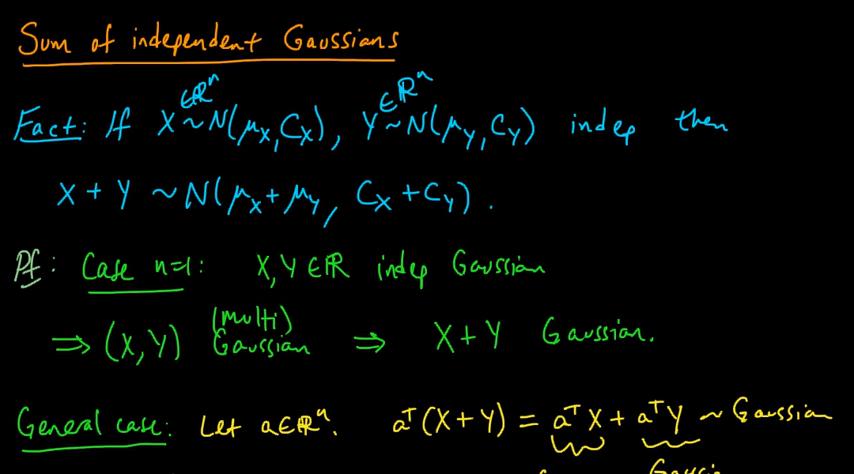 Sum of independent Gaussians
Fact: If X ∈ ℝⁿ ~ N(μ_X, C_X), Y ∈ ℝⁿ ~ N(μ_Y, C_Y) indep then
X + Y ~ N(μ_X + μ_Y, C_X + C_Y).
Pf: Case n=1: X, Y ∈ ℝ indep Gaussian
⇒ (X, Y) (multi) Gaussian ⇒ X + Y Gaussian.
General case: Let a ∈ ℝⁿ. aᵀ(X + Y) = aᵀX + aᵀY ~ Gaussian